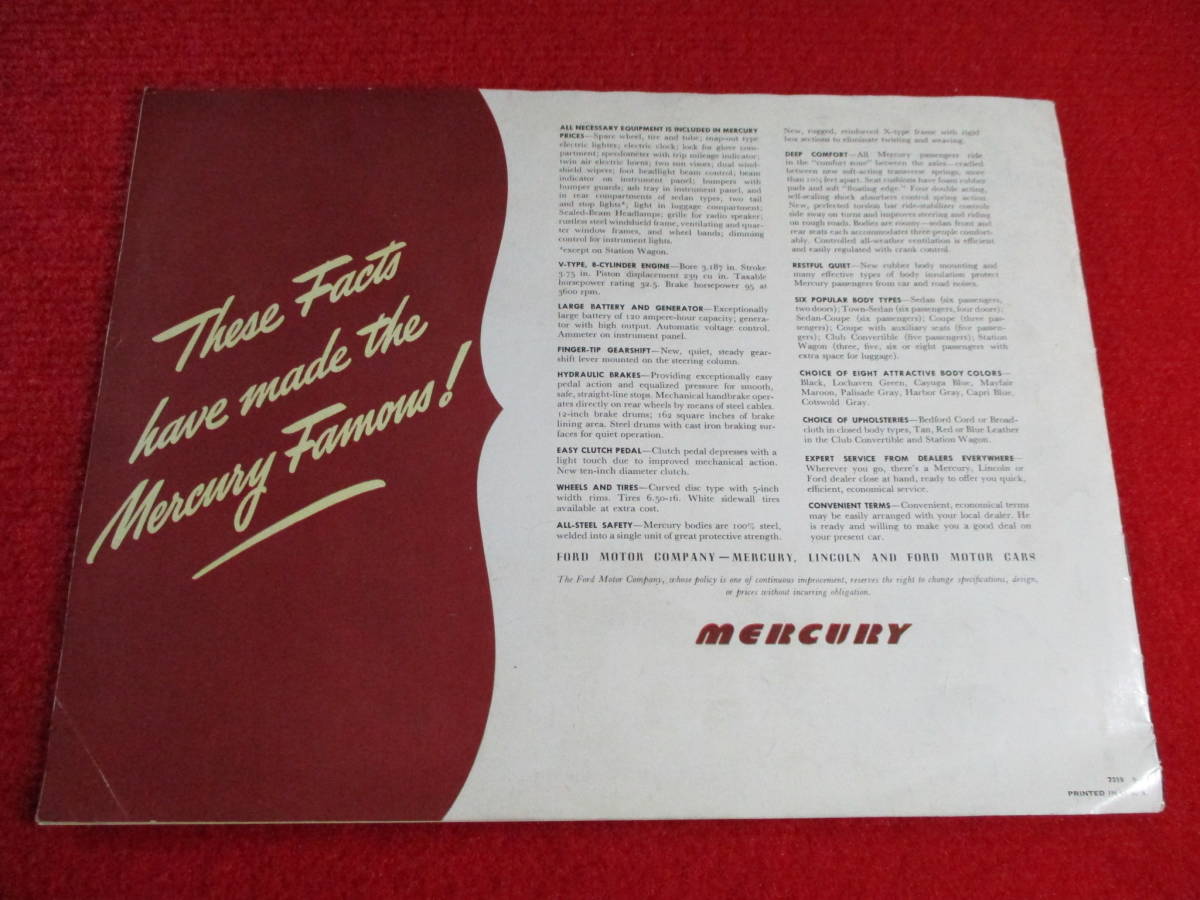 These Facts
have made the
Mercury Famous!
ALL NECESSARY EQUIPMENT IS INCLUDED IN MERCURY
PRICES—Spare wheel, tire and tube; snap-out type
electric lighter; electric clock; lock for glove com-
partment; speedometer with trip mileage indicator;
twin air electric horns; two sun visors; dual wind-
shield wipers; foot headlight beam control; beam
indicator on instrument panel; bumpers with
bumper guards; ash tray in instrument panel, and
in rear compartments of sedan types; two tail
and stop lights*, light in luggage compartment;
Sealed-Beam Headlamps; grille for radio speaker;
rustless steel windshield frame, ventilating and quar-
ter window frames, and wheel bands; dimming
control for instrument lights.
*except on Station Wagon.
V-TYPE, 8-CYLINDER ENGINE—Bore 3.187 in. Stroke
3.75 in. Piston displacement 239 cu in. Taxable
horsepower rating 32.5. Brake horsepower 95 at
3600 rpm.
LARGE BATTERY AND GENERATOR—Exceptionally
large battery of 120 ampere-hour capacity; genera-
tor with high output. Automatic voltage control.
Ammeter on instrument panel.
FINGER-TIP GEARSHIFT—New, quiet, steady gear-
shift lever mounted on the steering column.
HYDRAULIC BRAKES—Providing exceptionally easy
pedal action and equalized pressure for smooth,
safe, straight-line stops. Mechanical handbrake oper-
ates directly on rear wheels by means of steel cables.
12-inch brake drums; 162 square inches of brake
lining area. Steel drums with cast iron braking sur-
faces for quiet operation.
EASY CLUTCH PEDAL—Clutch pedal depresses with a
light touch due to improved mechanical action.
New ten-inch diameter clutch.
WHEELS AND TIRES—Curved disc type with 5-inch
width rims. Tires 6.50-16. White sidewall tires
available at extra cost.
ALL-STEEL SAFETY—Mercury bodies are 100% steel,
welded into a single unit of great protective strength.
New, rugged, reinforced X-type frame with rigid
box sections to eliminate twisting and weaving.
DEEP COMFORT—All Mercury passengers ride
in the "comfort zone" between the axles—cradled
between new soft-acting transverse springs, more
than 10¼ feet apart. Seat cushions have foam rubber
pads and soft "floating edge." Four double acting,
self-sealing shock absorbers control spring action.
New, perfected torsion bar ride-stabilizer controls
side sway on turns and improves steering and riding
on rough roads. Bodies are roomy—sedan front and
rear seats each accommodates three people comfort-
ably. Controlled all-weather ventilation is efficient
and easily regulated with crank control.
RESTFUL QUIET—New rubber body mounting and
many effective types of body insulation protect
Mercury passengers from car and road noises.
SIX POPULAR BODY TYPES—Sedan (six passengers,
two doors); Town-Sedan (six passengers, four doors);
Sedan-Coupe (six passengers); Coupe (three pas-
sengers); Coupe with auxiliary seats (five passen-
gers); Club Convertible (five passengers); Station
Wagon (three, five, six or eight passengers with
extra space for luggage).
CHOICE OF EIGHT ATTRACTIVE BODY COLORS—
Black, Lochaven Green, Cayuga Blue, Mayfair
Maroon, Palisade Gray, Harbor Gray, Capri Blue,
Cotswold Gray.
CHOICE OF UPHOLSTERIES—Bedford Cord or Broad-
cloth in closed body types, Tan, Red or Blue Leather
in the Club Convertible and Station Wagon.
EXPERT SERVICE FROM DEALERS EVERYWHERE—
Wherever you go, there's a Mercury, Lincoln or
Ford dealer close at hand, ready to offer you quick,
efficient, economical service.
CONVENIENT TERMS—Convenient, economical terms
may be easily arranged with your local dealer. He
is ready and willing to make you a good deal on
your present car.
FORD MOTOR COMPANY—MERCURY, LINCOLN AND FORD MOTOR CARS
The Ford Motor Company, whose policy is one of continuous improvement, reserves the right to change specifications, design,
or prices without incurring obligation.
MERCURY
PRINTED IN